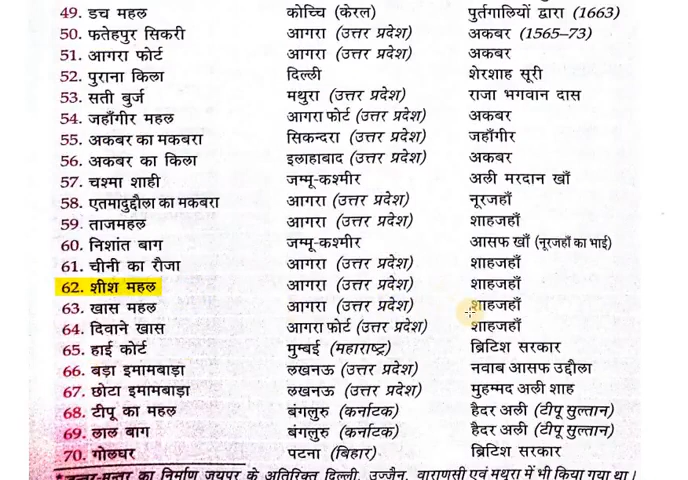 49. डच महल कोच्चि (केरल) पुर्तगालियों द्वारा (1663)
50. फतेहपुर सिकरी आगरा (उत्तर प्रदेश) अकबर (1565–73)
51. आगरा फोर्ट आगरा (उत्तर प्रदेश) अकबर
52. पुराना किला दिल्ली शेरशाह सूरी
53. सती बुर्ज मथुरा (उत्तर प्रदेश) राजा भगवान दास
54. जहाँगीर महल आगरा फोर्ट (उत्तर प्रदेश) अकबर
55. अकबर का मकबरा सिकन्दरा (उत्तर प्रदेश) जहाँगीर
56. अकबर का किला इलाहाबाद (उत्तर प्रदेश) अकबर
57. चश्मा शाही जम्मू-कश्मीर अली मरदान खाँ
58. एतमादुद्दौला का मकबरा आगरा (उत्तर प्रदेश) नूरजहाँ
59. ताजमहल आगरा (उत्तर प्रदेश) शाहजहाँ
60. निशांत बाग जम्मू-कश्मीर आसफ खाँ (नूरजहाँ का भाई)
61. चीनी का रौजा आगरा (उत्तर प्रदेश) शाहजहाँ
62. शीश महल आगरा (उत्तर प्रदेश) शाहजहाँ
63. खास महल आगरा (उत्तर प्रदेश) शाहजहाँ
64. दिवाने खास आगरा फोर्ट (उत्तर प्रदेश) शाहजहाँ
65. हाई कोर्ट मुम्बई (महाराष्ट्र) ब्रिटिश सरकार
66. बड़ा इमामबाड़ा लखनऊ (उत्तर प्रदेश) नवाब आसफ उद्दौला
67. छोटा इमामबाड़ा लखनऊ (उत्तर प्रदेश) मुहम्मद अली शाह
68. टीपू का महल बंगलुरु (कर्नाटक) हैदर अली (टीपू सुल्तान)
69. लाल बाग बंगलुरु (कर्नाटक) हैदर अली (टीपू सुल्तान)
70. गोलघर पटना (बिहार) ब्रिटिश सरकार
* जन्तर-मन्तर का निर्माण जयपुर के अतिरिक्त दिल्ली, उज्जैन, वाराणसी एवं मथुरा में भी किया गया था।